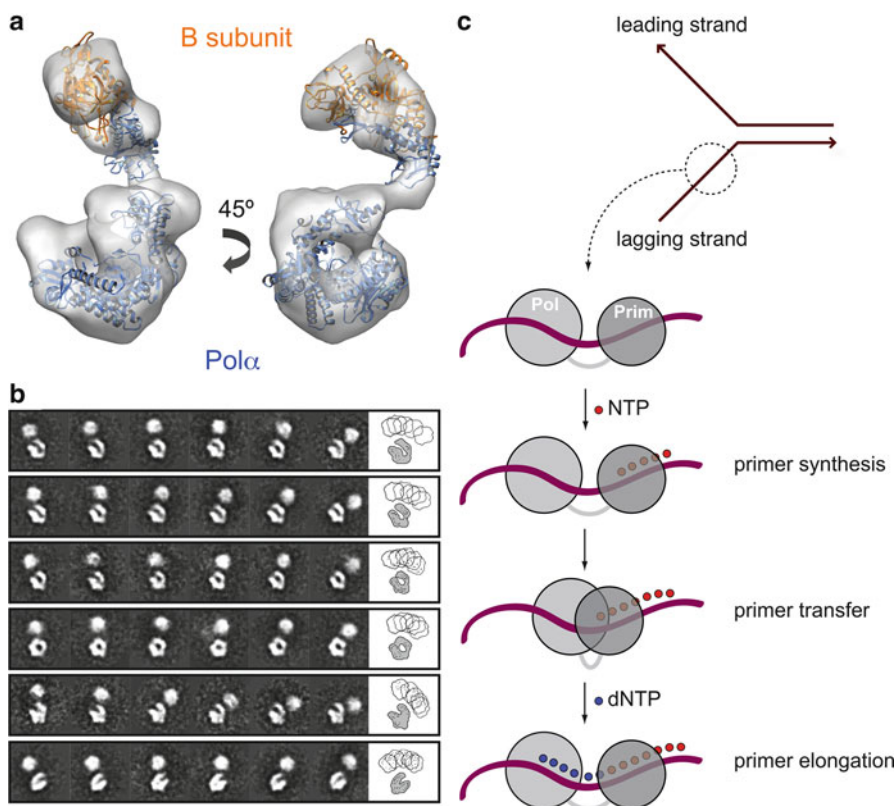 a
B subunit
45º
Polα
b
c
leading strand
lagging strand
Pol
Prim
NTP
primer synthesis
primer transfer
dNTP
primer elongation